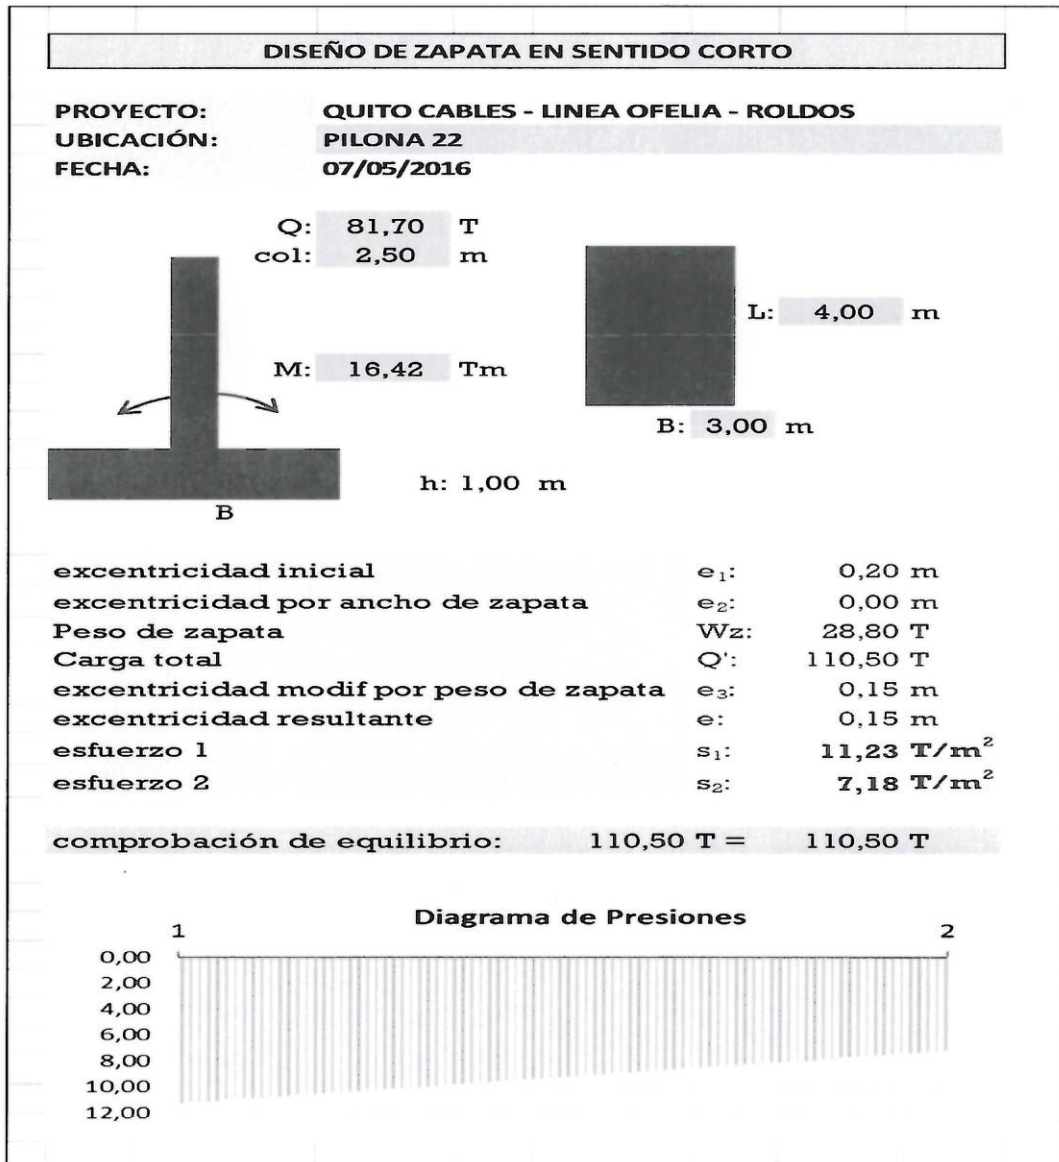 DISEÑO DE ZAPATA EN SENTIDO CORTO
PROYECTO: QUITO CABLES - LINEA OFELIA - ROLDOS
UBICACIÓN: PILONA 22
FECHA: 07/05/2016
Q: 81,70 T
col: 2,50 m
L: 4,00 m
M: 16,42 Tm
B: 3,00 m
h: 1,00 m
B
excentricidad inicial e₁: 0,20 m
excentricidad por ancho de zapata e₂: 0,00 m
Peso de zapata Wz: 28,80 T
Carga total Q': 110,50 T
excentricidad modif por peso de zapata e₃: 0,15 m
excentricidad resultante e: 0,15 m
esfuerzo 1 s₁: 11,23 T/m²
esfuerzo 2 s₂: 7,18 T/m²
comprobación de equilibrio: 110,50 T = 110,50 T
Diagrama de Presiones
1 2
0,00
2,00
4,00
6,00
8,00
10,00
12,00